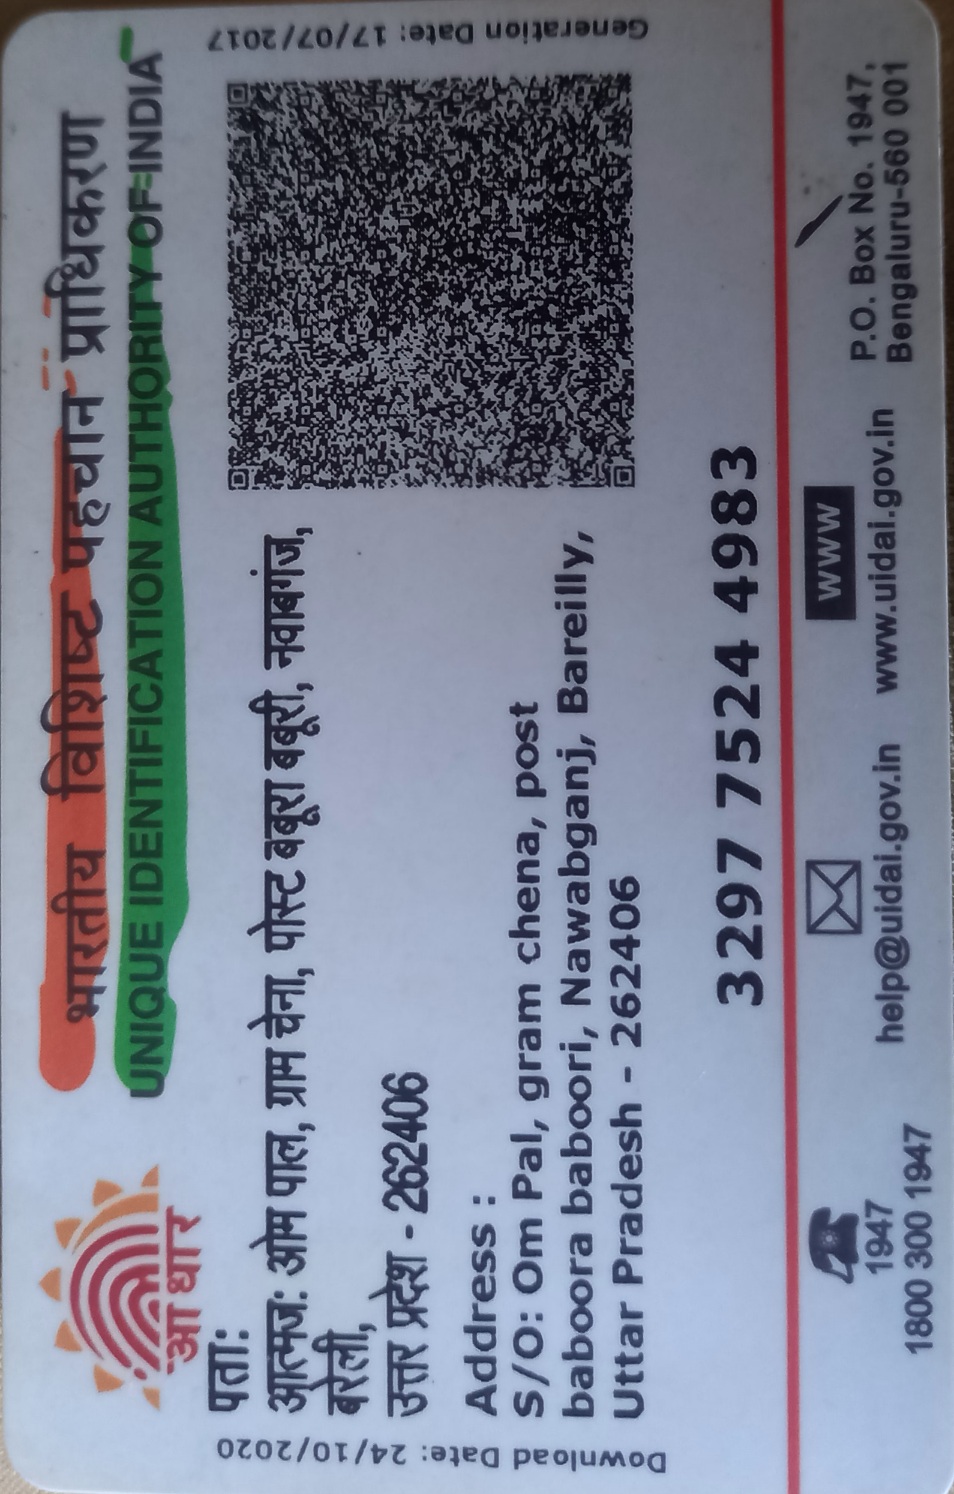 भारतीय विशिष्ट पहचान प्राधिकरण
UNIQUE IDENTIFICATION AUTHORITY OF INDIA
आधार
Download Date: 24/10/2020
Generation Date: 17/07/2017
पता:
आत्मज: ओम पाल, ग्राम चेना, पोस्ट बबूरा बबूरी, नवाबगंज,
बरेली,
उत्तर प्रदेश - 262406
Address :
S/O: Om Pal, gram chena, post
baboora baboori, Nawabganj, Bareilly,
Uttar Pradesh - 262406
3297 7524 4983
1947
1800 300 1947
help@uidai.gov.in
WWW
www.uidai.gov.in
P.O. Box No. 1947,
Bengaluru-560 001